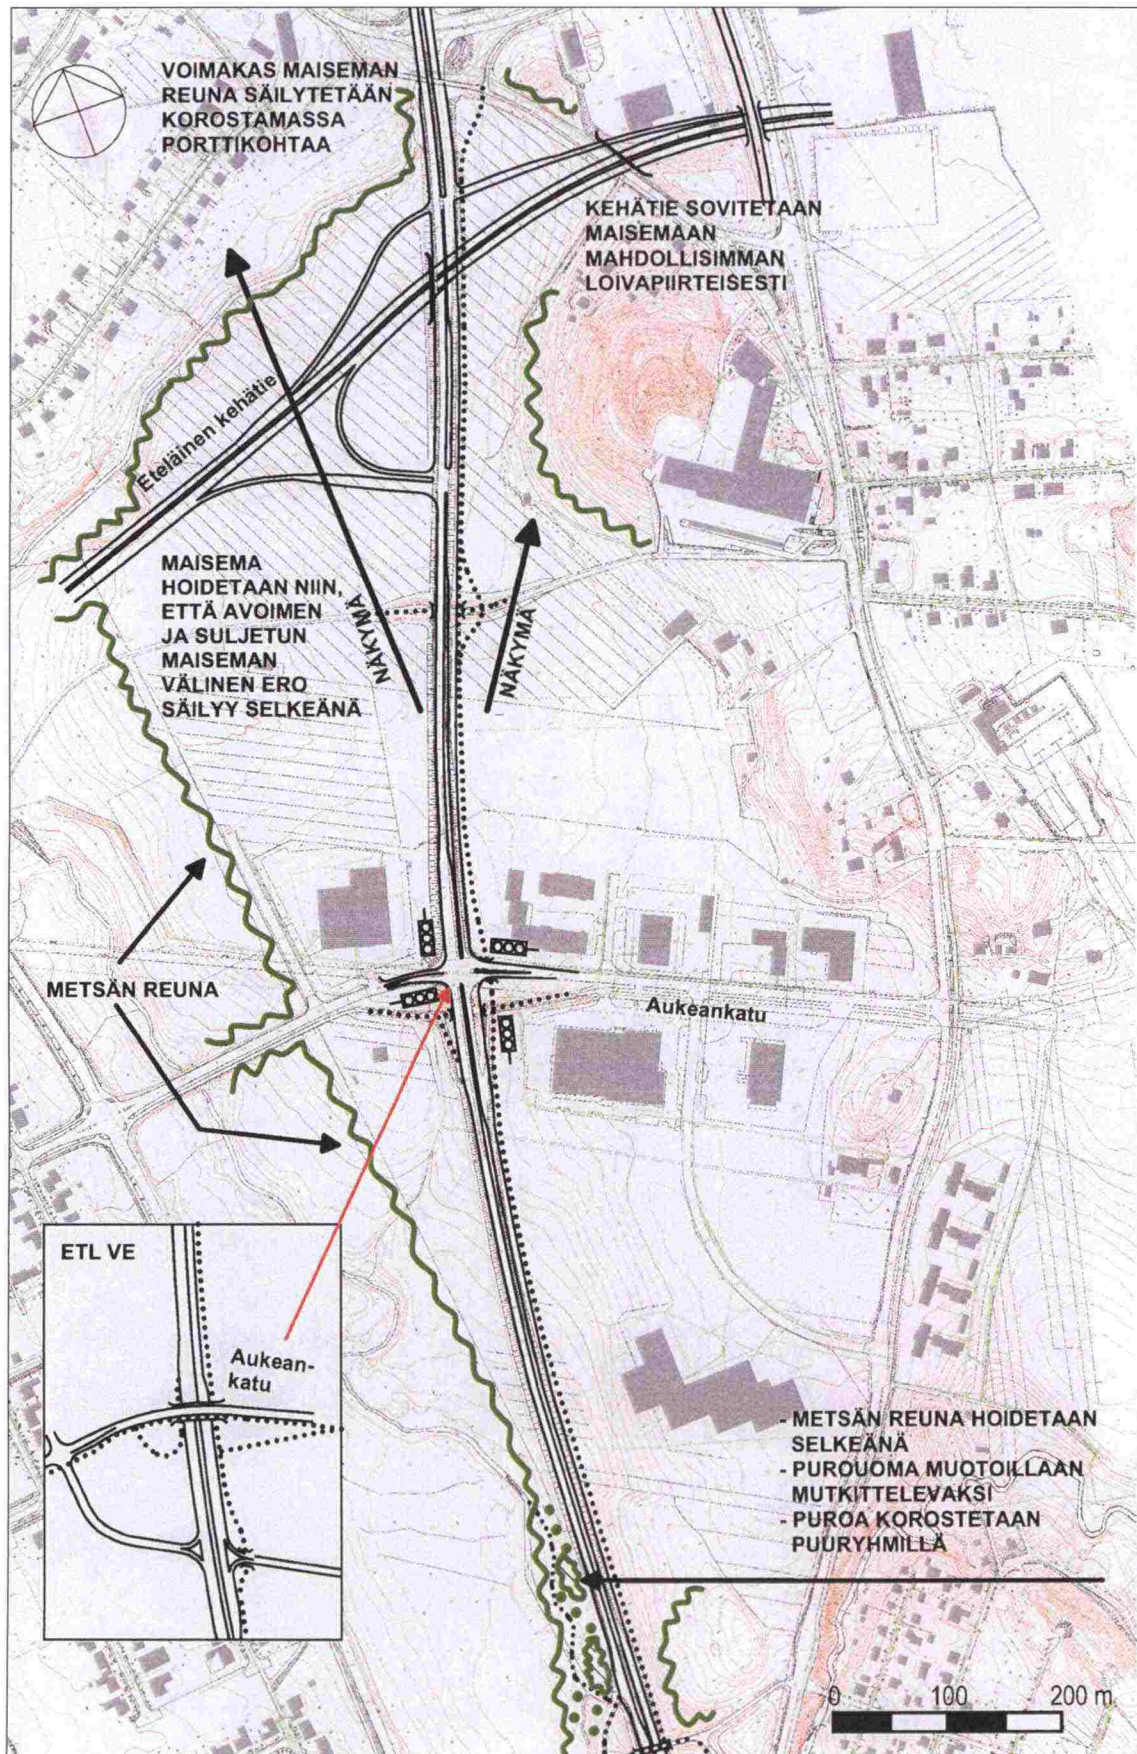 VOIMAKAS MAISEMAN
REUNA SÄILYTETÄÄN
KOROSTAMASSA
PORTTIKOHTAA
KEHÄTIE SOVITETAAN
MAISEMAAN
MAHDOLLISIMMAN
LOIVAPIIRTEISESTI
Eteläinen kehätie
MAISEMA
HOIDETAAN NIIN,
ETTÄ AVOIMEN
JA SULJETUN
MAISEMAN
VÄLINEN ERO
SÄILYY SELKEÄNÄ
NÄKYMÄ
NÄKYMÄ
METSÄN REUNA
Aukeankatu
ETL VE
Aukean-
katu
- METSÄN REUNA HOIDETAAN
SELKEÄNÄ
- PUROUOMA MUOTOILLAAN
MUTKITTELEVAKSI
- PUROA KOROSTETAAN
PUURYHMILLÄ
0 100 200 m